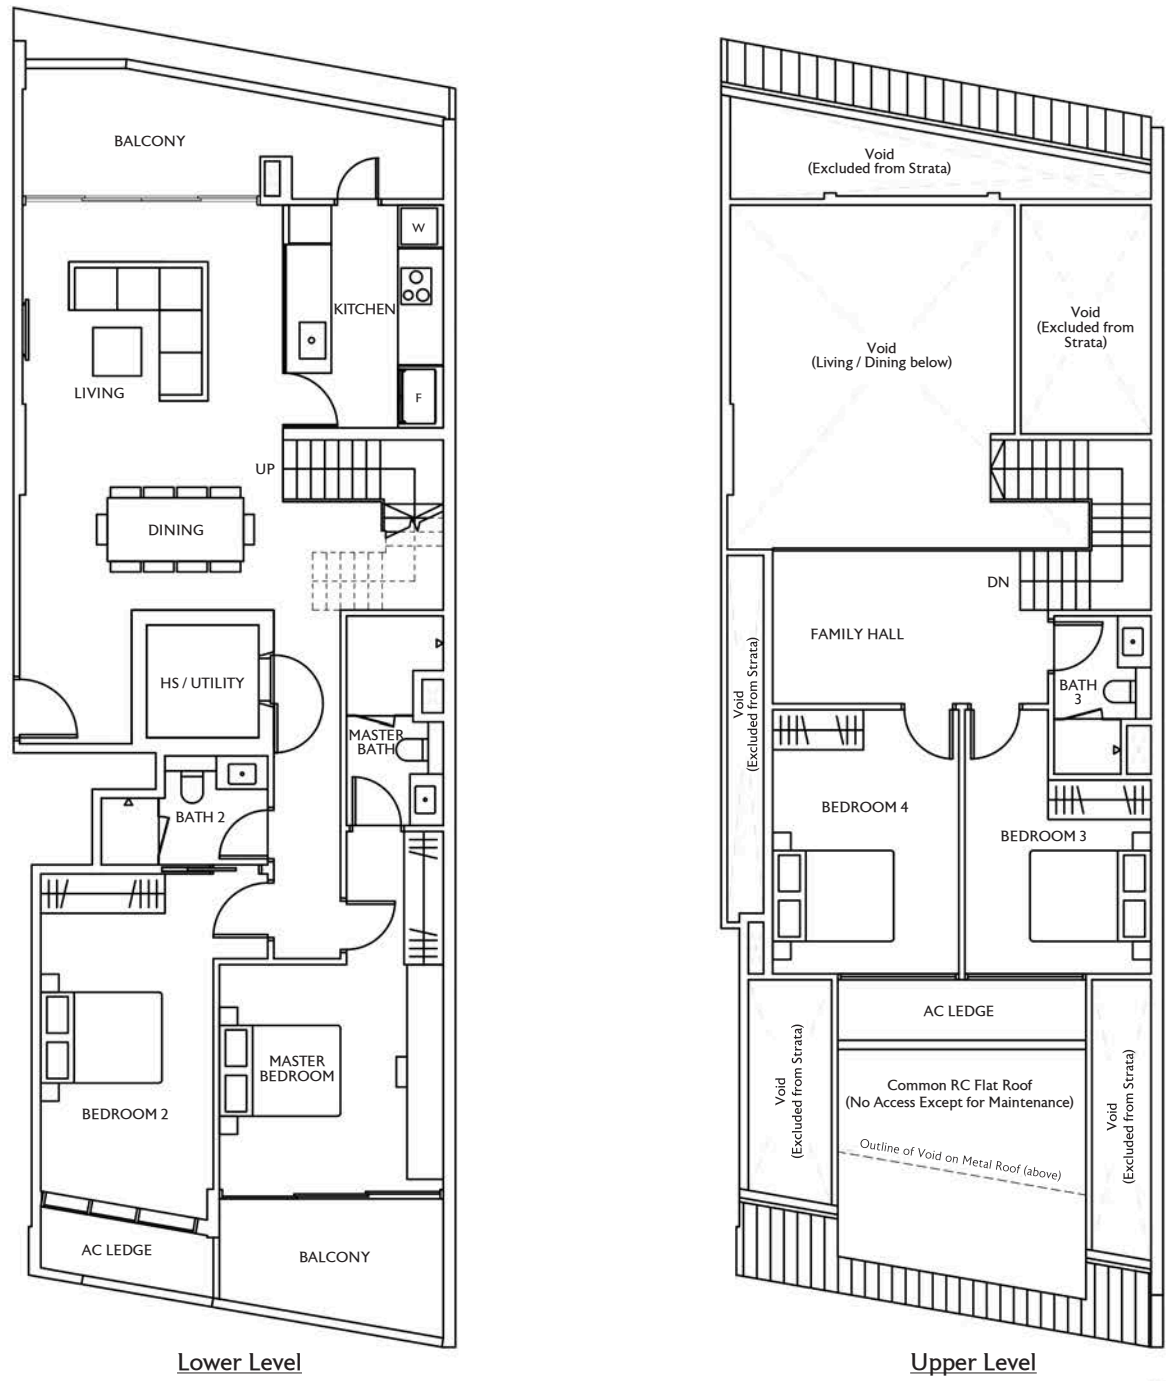 BALCONY
W
KITCHEN
LIVING
F
UP
DINING
HS / UTILITY
MASTER
BATH
BATH 2
MASTER
BEDROOM
BEDROOM 2
AC LEDGE
BALCONY
Lower Level
Void
(Excluded from Strata)
Void
(Excluded from
Strata)
Void
(Living / Dining below)
DN
FAMILY HALL
Void
(Excluded from Strata)
BATH
3
BEDROOM 4
BEDROOM 3
AC LEDGE
Void
(Excluded from Strata)
Common RC Flat Roof
(No Access Except for Maintenance)
Void
(Excluded from Strata)
Outline of Void on Metal Roof (above)
Upper Level